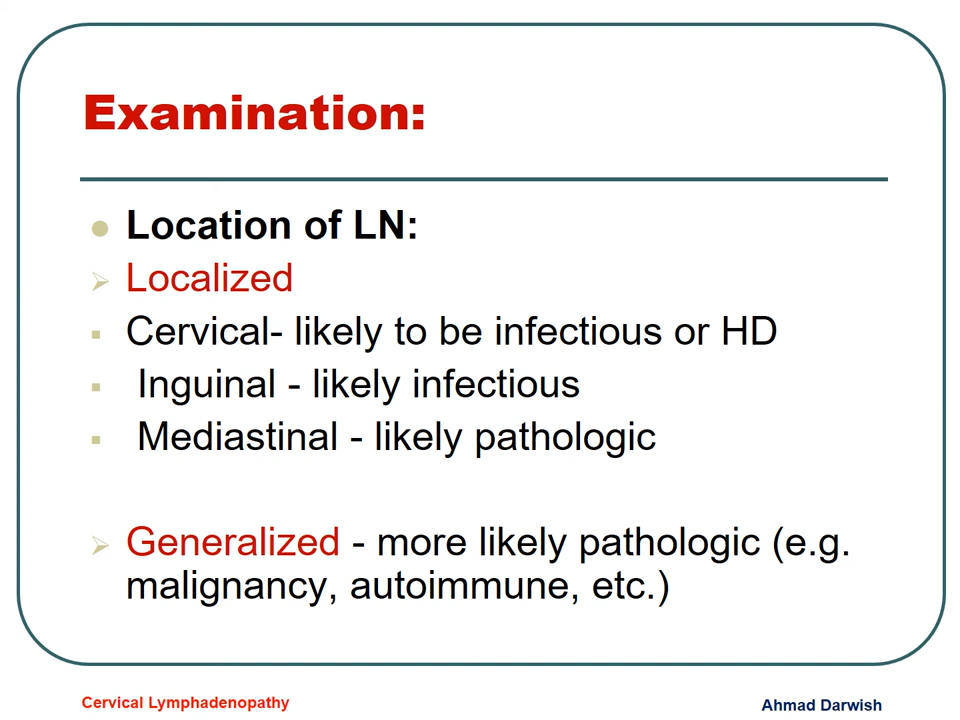 Examination:
Location of LN:
Localized
Cervical- likely to be infectious or HD
Inguinal - likely infectious
Mediastinal - likely pathologic
Generalized - more likely pathologic (e.g.
malignancy, autoimmune, etc.)
Cervical Lymphadenopathy
Ahmad Darwish